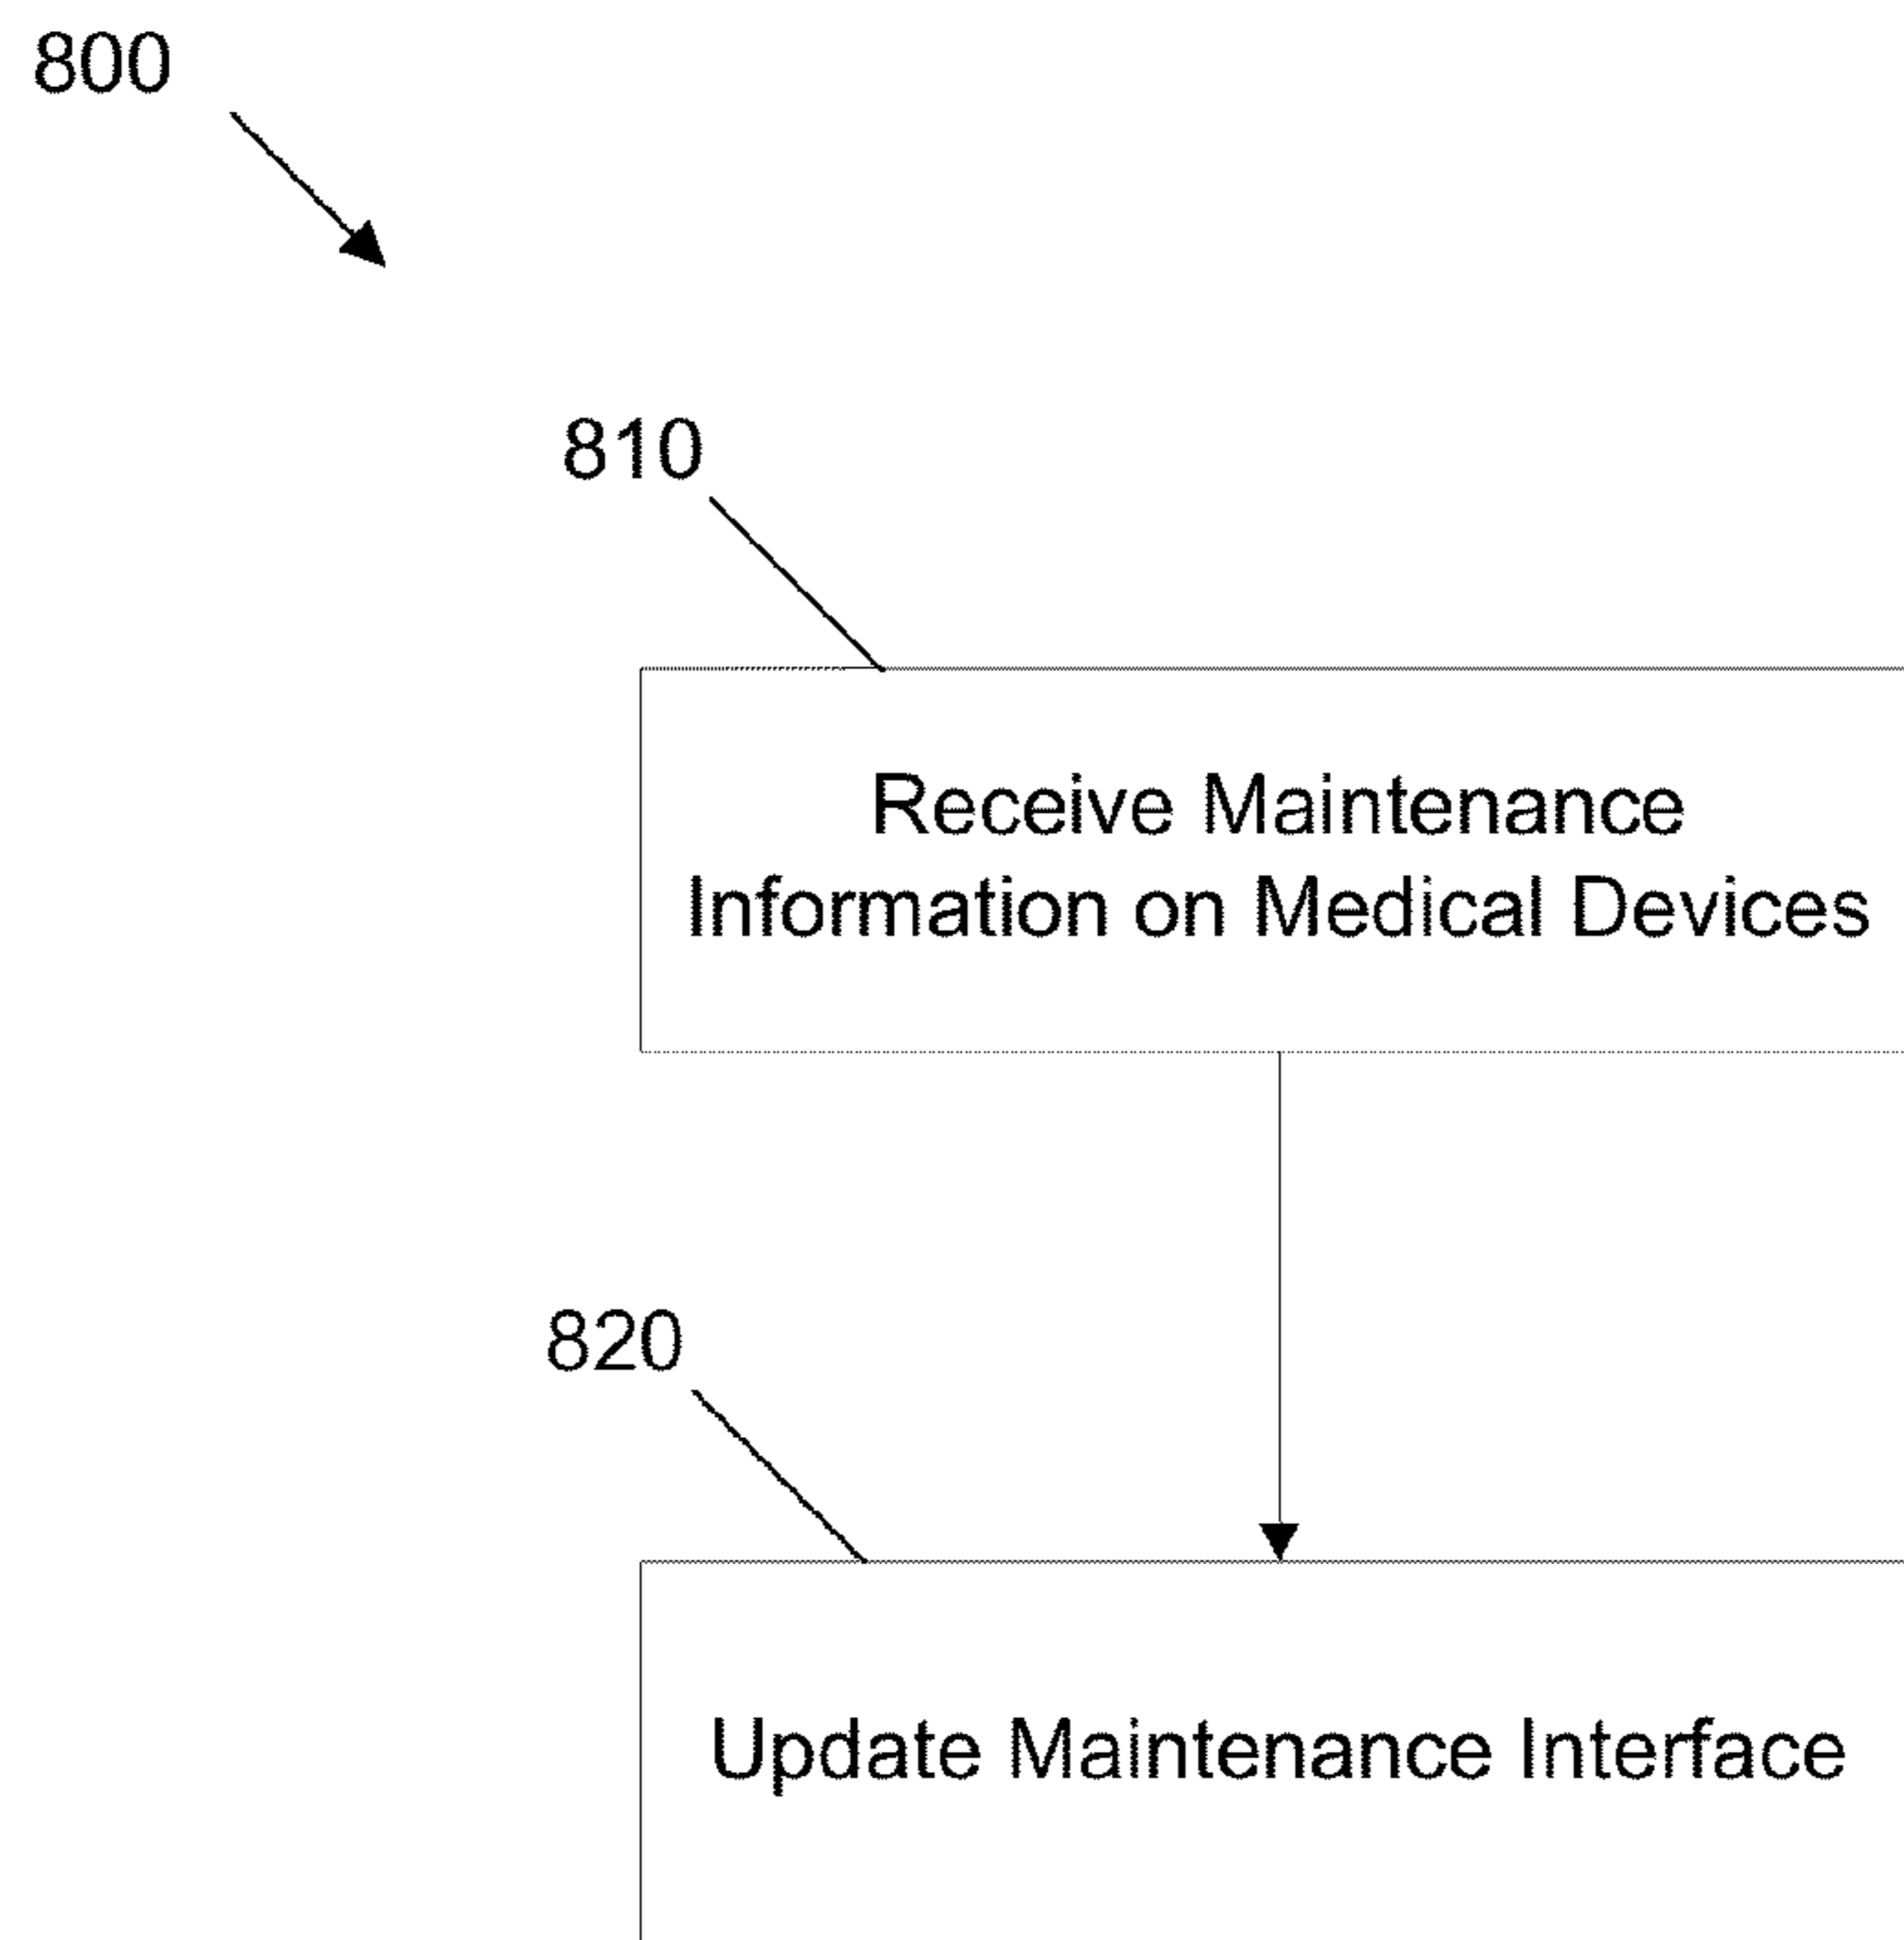 800
810
Receive Maintenance
Information on Medical Devices
820
Update Maintenance Interface